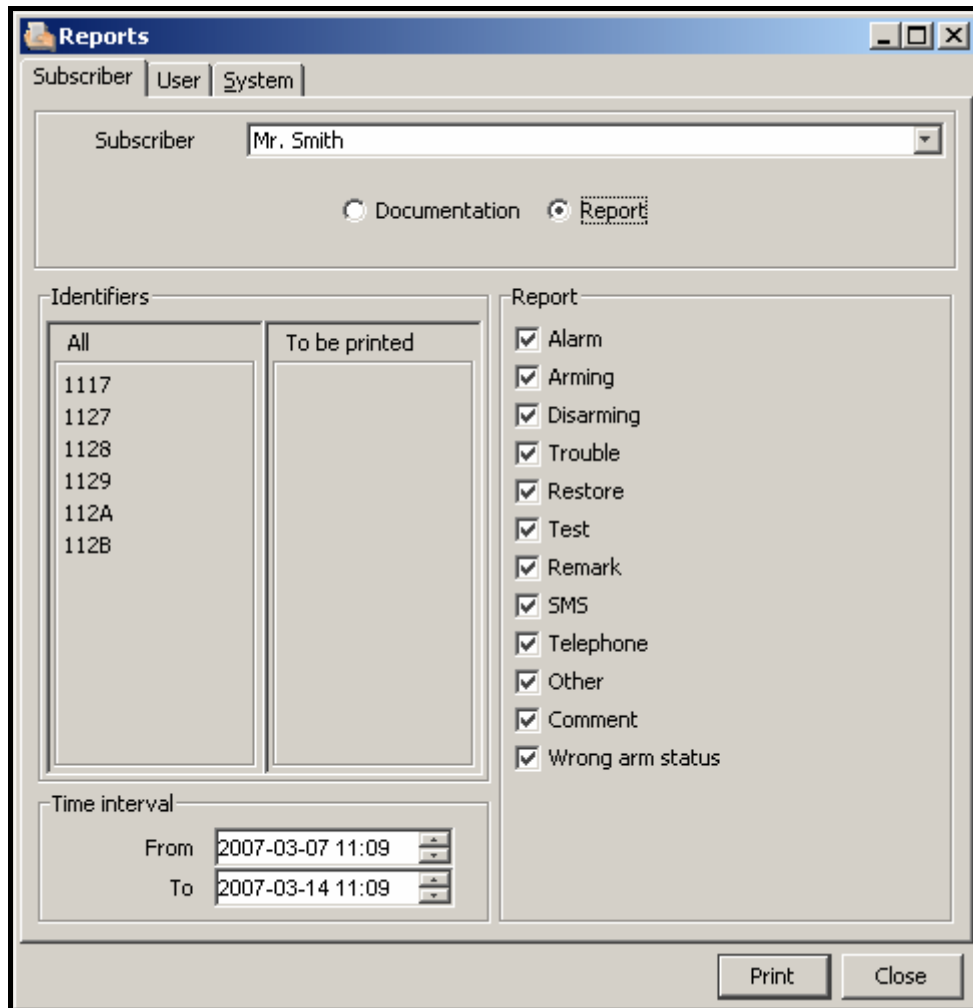 Reports
Subscriber User System
Subscriber Mr. Smith
Documentation Report
Identifiers
All To be printed
1117
1127
1128
1129
112A
112B
Report
Alarm
Arming
Disarming
Trouble
Restore
Test
Remark
SMS
Telephone
Other
Comment
Wrong arm status
Time interval
From 2007-03-07 11:09
To 2007-03-14 11:09
Print Close